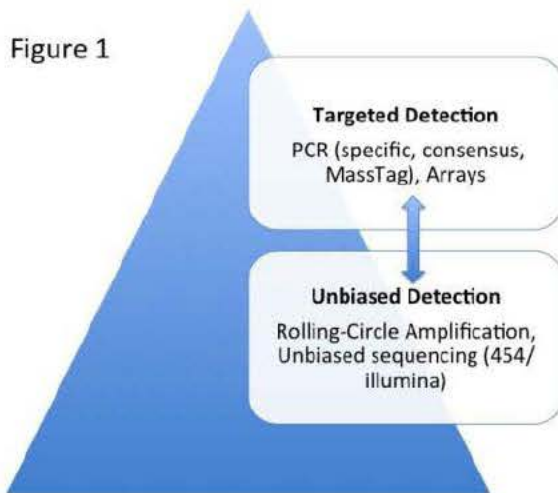 Figure 1
Targeted Detection
PCR (specific, consensus,
MassTag), Arrays
Unbiased Detection
Rolling-Circle Amplification,
Unbiased sequencing (454/
illumina)